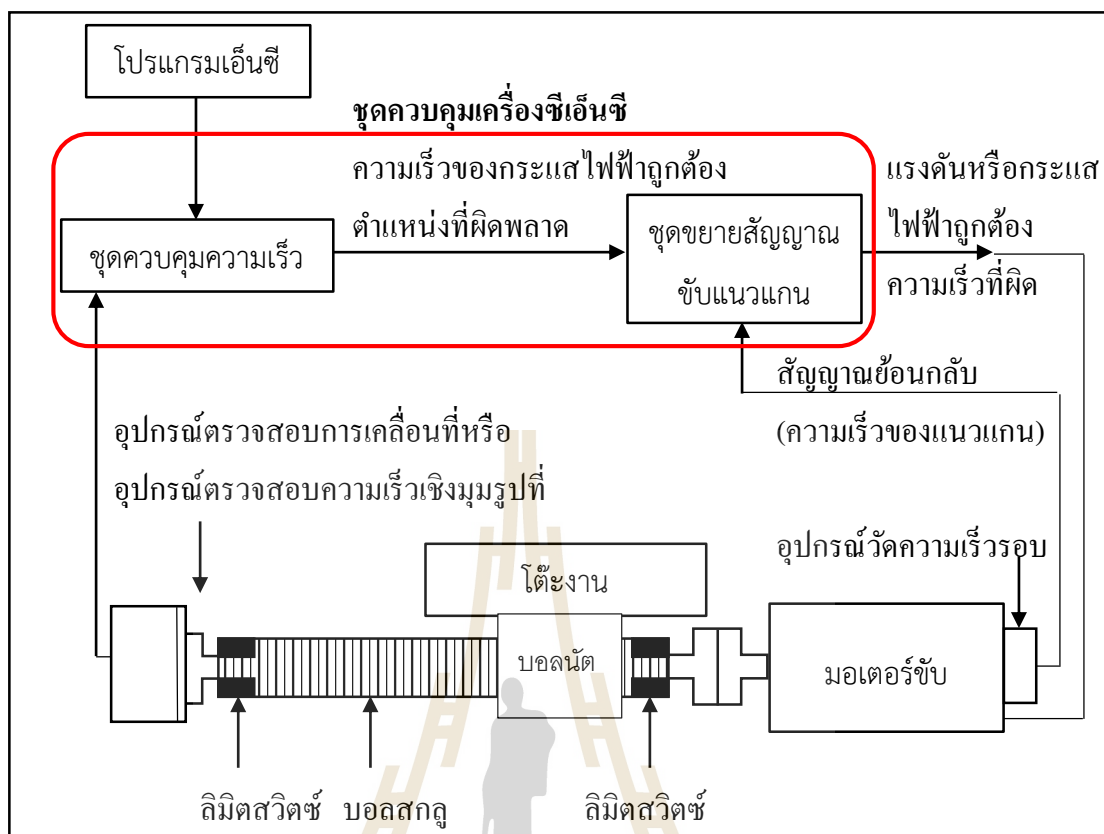 โปรแกรมเอ็นซี
ชุดควบคุมเครื่องซีเอ็นซี
ความเร็วของกระแสไฟฟ้าถูกต้อง
แรงดันหรือกระแส
ตำแหน่งที่ผิดพลาด
ชุดขยายสัญญาณ
ไฟฟ้าถูกต้อง
ชุดควบคุมความเร็ว
ขับแนวแกน
ความเร็วที่ผิด
สัญญาณย้อนกลับ
(ความเร็วของแนวแกน)
อุปกรณ์ตรวจสอบการเคลื่อนที่หรือ
อุปกรณ์ตรวจสอบความเร็วเชิงมุมรูปที่
อุปกรณ์วัดความเร็วรอบ
โต๊ะงาน
บอลนัต
มอเตอร์ขับ
ลิมิตสวิตซ์
บอลสกลู
ลิมิตสวิตซ์